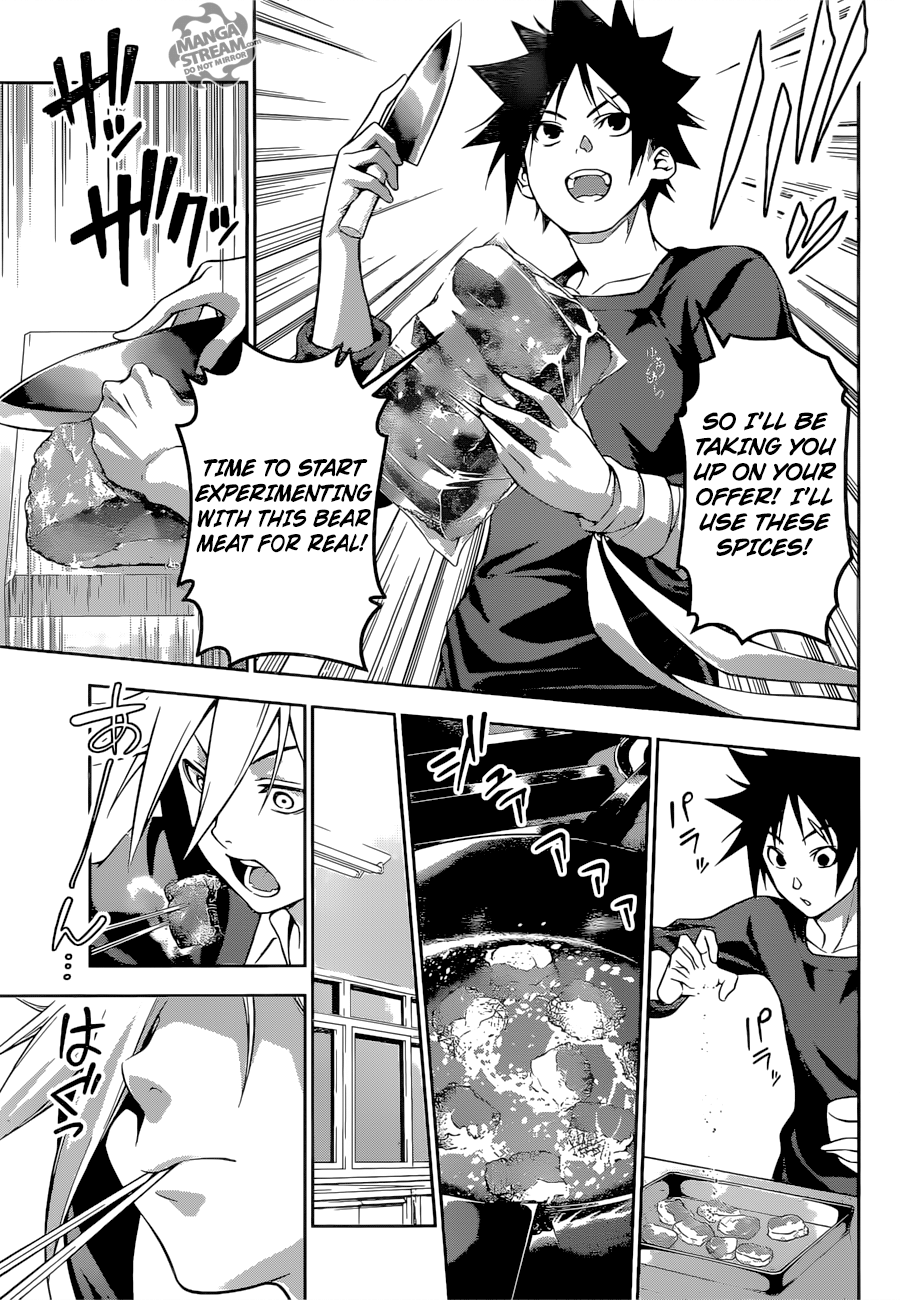 MANGA
STREAM.com
DO NOT MIRROR
SO I'LL BE
TAKING YOU
UP ON YOUR
OFFER! I'LL
USE THESE
SPICES!
TIME TO START
EXPERIMENTING
WITH THIS BEAR
MEAT FOR REAL!
ザッ!!
ザクッ
パラッ
パラッ
あーん…
はぐっ